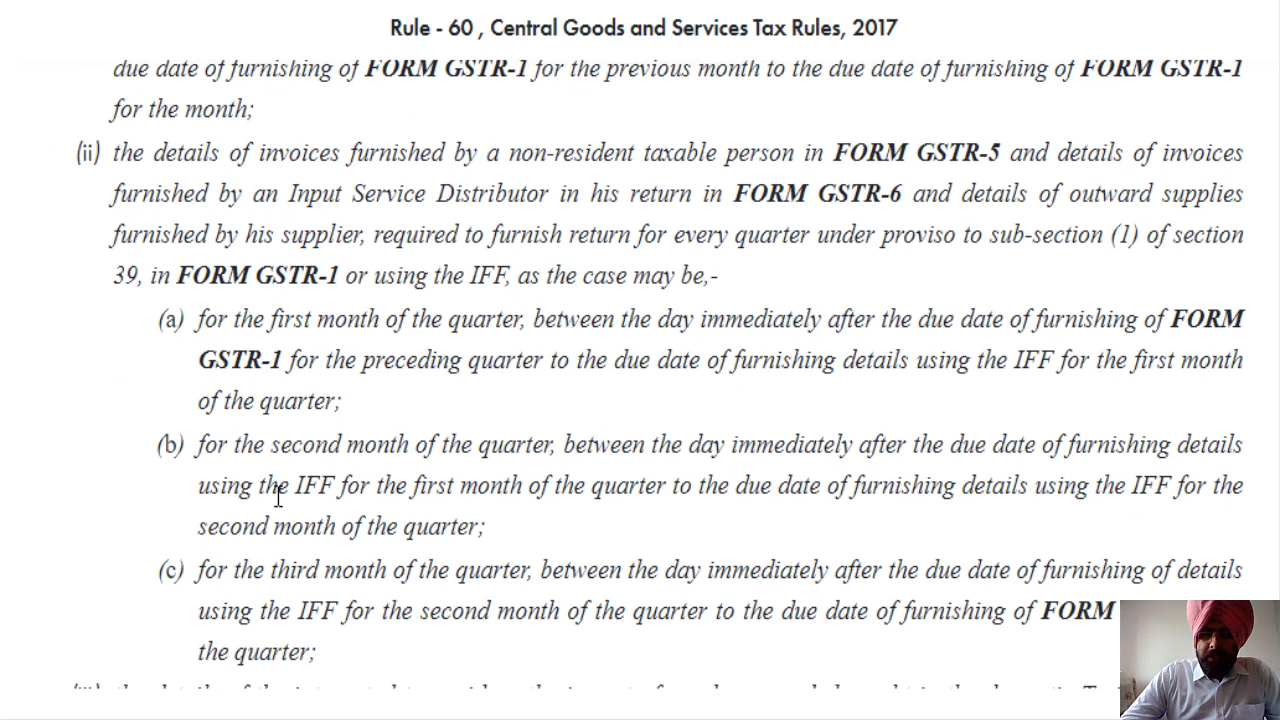 Rule - 60 , Central Goods and Services Tax Rules, 2017
due date of furnishing of FORM GSTR-1 for the previous month to the due date of furnishing of FORM GSTR-1
for the month;
(ii) the details of invoices furnished by a non-resident taxable person in FORM GSTR-5 and details of invoices
furnished by an Input Service Distributor in his return in FORM GSTR-6 and details of outward supplies
furnished by his supplier, required to furnish return for every quarter under proviso to sub-section (1) of section
39, in FORM GSTR-1 or using the IFF, as the case may be,-
(a) for the first month of the quarter, between the day immediately after the due date of furnishing of FORM
GSTR-1 for the preceding quarter to the due date of furnishing details using the IFF for the first month
of the quarter;
(b) for the second month of the quarter, between the day immediately after the due date of furnishing details
using the IFF for the first month of the quarter to the due date of furnishing details using the IFF for the
second month of the quarter;
(c) for the third month of the quarter, between the day immediately after the due date of furnishing of details
using the IFF for the second month of the quarter to the due date of furnishing of FORM
the quarter;